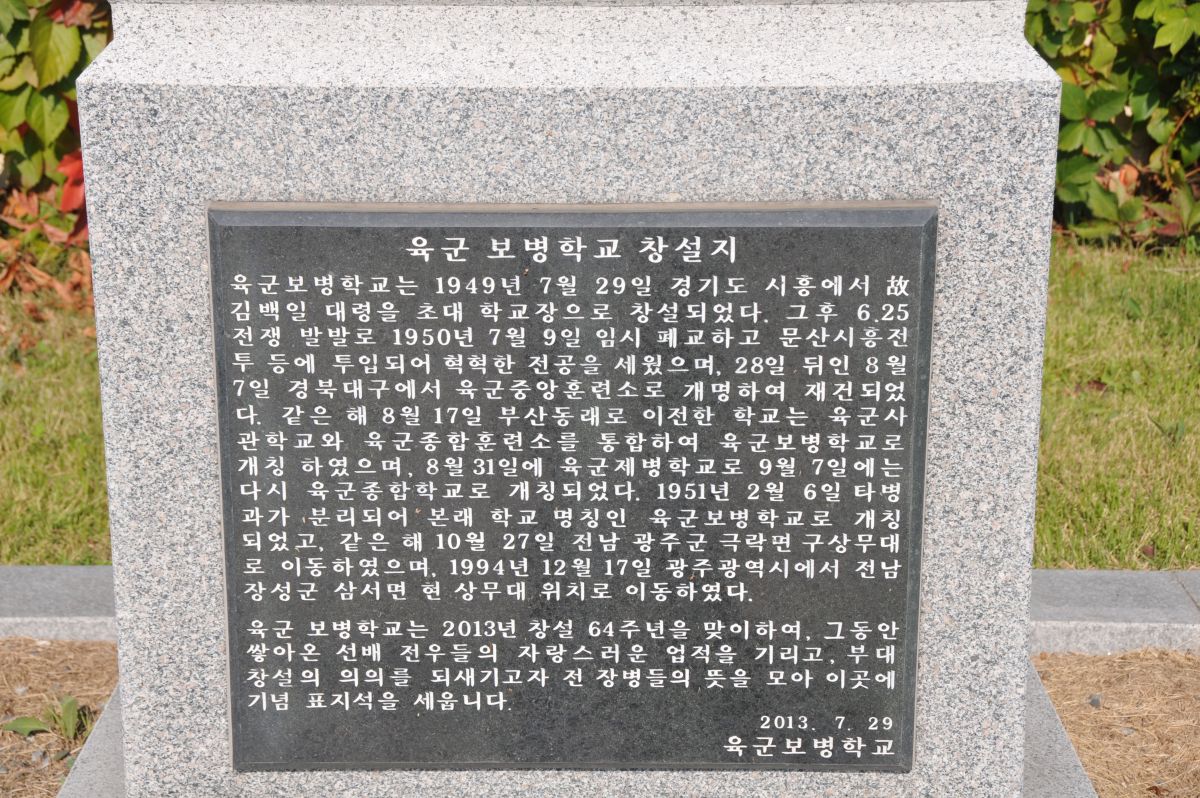 육군 보병학교 창설지
육군보병학교는 1949년 7월 29일 경기도 시흥에서 故
김백일 대령을 초대 학교장으로 창설되었다. 그후 6.25
전쟁 발발로 1950년 7월 9일 임시 폐교하고 문산시흥전
투 등에 투입되어 혁혁한 전공을 세웠으며, 28일 뒤인 8월
7일 경북대구에서 육군중앙훈련소로 개명하여 재건되었
다. 같은 해 8월 17일 부산동래로 이전한 학교는 육군사
관학교와 육군종합훈련소를 통합하여 육군보병학교로
개칭 하였으며, 8월 31일에 육군제병학교로 9월 7일에는
다시 육군종합학교로 개칭되었다. 1951년 2월 6일 타병
과가 분리되어 본래 학교 명칭인 육군보병학교로 개칭
되었고, 같은 해 10월 27일 전남 광주군 극락면 구상무대
로 이동하였으며, 1994년 12월 17일 광주광역시에서 전남
장성군 삼서면 현 상무대 위치로 이동하였다.
육군 보병학교는 2013년 창설 64주년을 맞이하여, 그동안
쌓아온 선배 전우들의 자랑스러운 업적을 기리고, 부대
창설의 의의를 되새기고자 전 장병들의 뜻을 모아 이곳에
기념 표지석을 세웁니다.
2013. 7. 29
육군보병학교